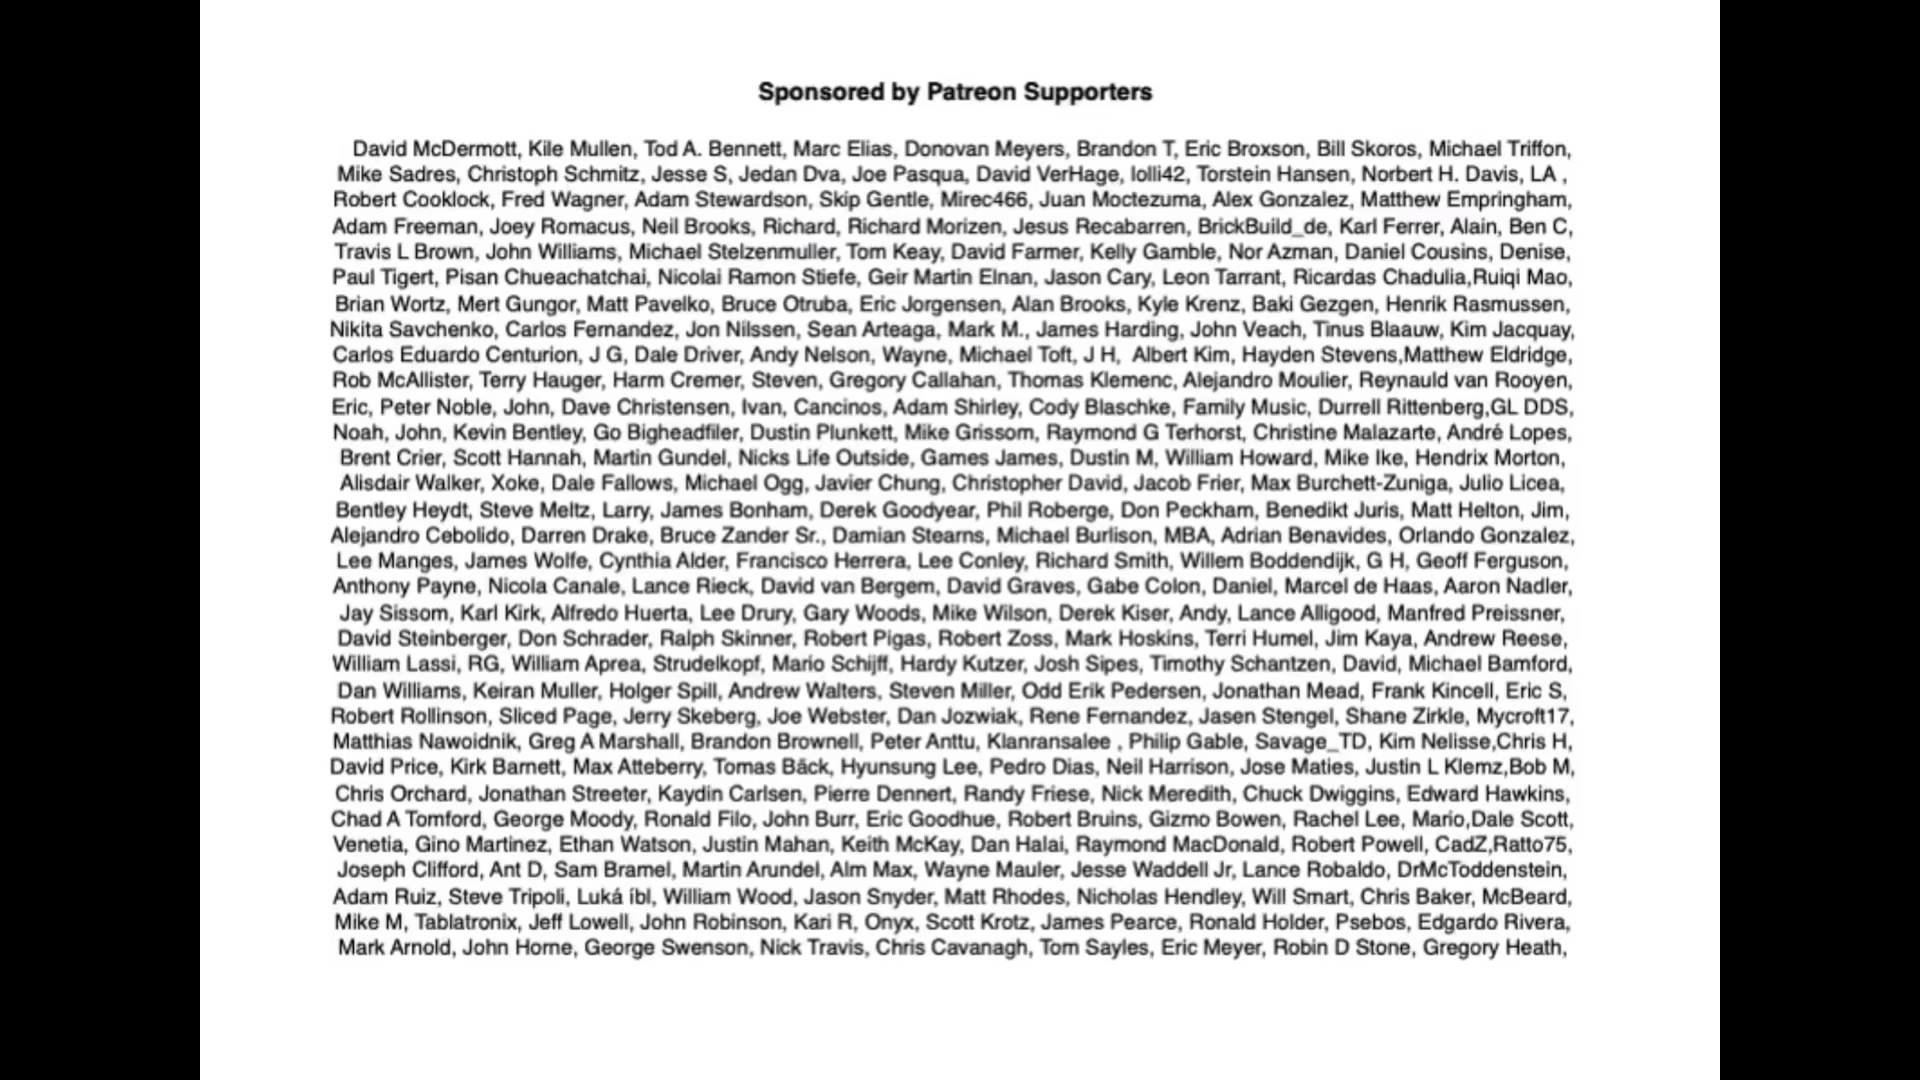 Sponsored by Patreon Supporters
David McDermott, Kile Mullen, Tod A. Bennett, Marc Elias, Donovan Meyers, Brandon T, Eric Broxson, Bill Skoros, Michael Triffon,
Mike Sadres, Christoph Schmitz, Jesse S, Jedan Dva, Joe Pasqua, David VerHage, lolli42, Torstein Hansen, Norbert H. Davis, LA ,
Robert Cooklock, Fred Wagner, Adam Stewardson, Skip Gentle, Mirec466, Juan Moctezuma, Alex Gonzalez, Matthew Empringham,
Adam Freeman, Joey Romacus, Neil Brooks, Richard, Richard Morizen, Jesus Recabarren, BrickBuild_de, Karl Ferrer, Alain, Ben C,
Travis L Brown, John Williams, Michael Stelzenmuller, Tom Keay, David Farmer, Kelly Gamble, Nor Azman, Daniel Cousins, Denise,
Paul Tigert, Pisan Chueachatchai, Nicolai Ramon Stiefe, Geir Martin Elnan, Jason Cary, Leon Tarrant, Ricardas Chadulia,Ruiqi Mao,
Brian Wortz, Mert Gungor, Matt Pavelko, Bruce Otruba, Eric Jorgensen, Alan Brooks, Kyle Krenz, Baki Gezgen, Henrik Rasmussen,
Nikita Savchenko, Carlos Fernandez, Jon Nilssen, Sean Arteaga, Mark M., James Harding, John Veach, Tinus Blaauw, Kim Jacquay,
Carlos Eduardo Centurion, J G, Dale Driver, Andy Nelson, Wayne, Michael Toft, J H,  Albert Kim, Hayden Stevens,Matthew Eldridge,
Rob McAllister, Terry Hauger, Harm Cremer, Steven, Gregory Callahan, Thomas Klemenc, Alejandro Moulier, Reynauld van Rooyen,
Eric, Peter Noble, John, Dave Christensen, Ivan, Cancinos, Adam Shirley, Cody Blaschke, Family Music, Durrell Rittenberg,GL DDS,
Noah, John, Kevin Bentley, Go Bigheadfiler, Dustin Plunkett, Mike Grissom, Raymond G Terhorst, Christine Malazarte, André Lopes,
Brent Crier, Scott Hannah, Martin Gundel, Nicks Life Outside, Games James, Dustin M, William Howard, Mike Ike, Hendrix Morton,
Alisdair Walker, Xoke, Dale Fallows, Michael Ogg, Javier Chung, Christopher David, Jacob Frier, Max Burchett-Zuniga, Julio Licea,
Bentley Heydt, Steve Meltz, Larry, James Bonham, Derek Goodyear, Phil Roberge, Don Peckham, Benedikt Juris, Matt Helton, Jim,
Alejandro Cebolido, Darren Drake, Bruce Zander Sr., Damian Stearns, Michael Burlison, MBA, Adrian Benavides, Orlando Gonzalez,
Lee Manges, James Wolfe, Cynthia Alder, Francisco Herrera, Lee Conley, Richard Smith, Willem Boddendijk, G H, Geoff Ferguson,
Anthony Payne, Nicola Canale, Lance Rieck, David van Bergem, David Graves, Gabe Colon, Daniel, Marcel de Haas, Aaron Nadler,
Jay Sissom, Karl Kirk, Alfredo Huerta, Lee Drury, Gary Woods, Mike Wilson, Derek Kiser, Andy, Lance Alligood, Manfred Preissner,
David Steinberger, Don Schrader, Ralph Skinner, Robert Pigas, Robert Zoss, Mark Hoskins, Terri Humel, Jim Kaya, Andrew Reese,
William Lassi, RG, William Aprea, Strudelkopf, Mario Schijff, Hardy Kutzer, Josh Sipes, Timothy Schantzen, David, Michael Bamford,
Dan Williams, Keiran Muller, Holger Spill, Andrew Walters, Steven Miller, Odd Erik Pedersen, Jonathan Mead, Frank Kincell, Eric S,
Robert Rollinson, Sliced Page, Jerry Skeberg, Joe Webster, Dan Jozwiak, Rene Fernandez, Jasen Stengel, Shane Zirkle, Mycroft17,
Matthias Nawoidnik, Greg A Marshall, Brandon Brownell, Peter Anttu, Klanransalee , Philip Gable, Savage_TD, Kim Nelisse,Chris H,
David Price, Kirk Barnett, Max Atteberry, Tomas Bäck, Hyunsung Lee, Pedro Dias, Neil Harrison, Jose Maties, Justin L Klemz,Bob M,
Chris Orchard, Jonathan Streeter, Kaydin Carlsen, Pierre Dennert, Randy Friese, Nick Meredith, Chuck Dwiggins, Edward Hawkins,
Chad A Tomford, George Moody, Ronald Filo, John Burr, Eric Goodhue, Robert Bruins, Gizmo Bowen, Rachel Lee, Mario,Dale Scott,
Venetia, Gino Martinez, Ethan Watson, Justin Mahan, Keith McKay, Dan Halai, Raymond MacDonald, Robert Powell, CadZ,Ratto75,
Joseph Clifford, Ant D, Sam Bramel, Martin Arundel, Alm Max, Wayne Mauler, Jesse Waddell Jr, Lance Robaldo, DrMcToddenstein,
Adam Ruiz, Steve Tripoli, Luká íbl, William Wood, Jason Snyder, Matt Rhodes, Nicholas Hendley, Will Smart, Chris Baker, McBeard,
Mike M, Tablatronix, Jeff Lowell, John Robinson, Kari R, Onyx, Scott Krotz, James Pearce, Ronald Holder, Psebos, Edgardo Rivera,
Mark Arnold, John Horne, George Swenson, Nick Travis, Chris Cavanagh, Tom Sayles, Eric Meyer, Robin D Stone, Gregory Heath,